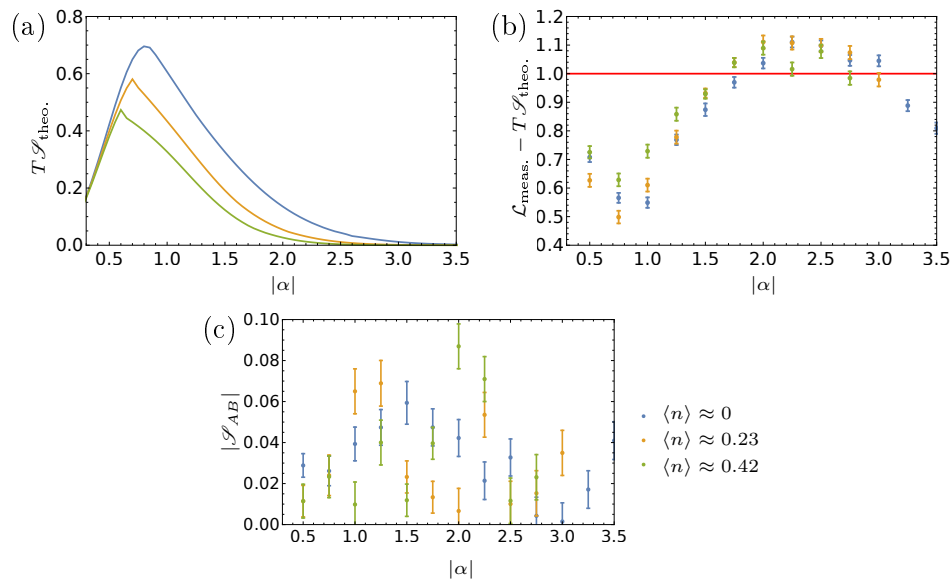 (a)
T𝒮theo.
0.8
0.6
0.4
0.2
0.0
0.5 1.0 1.5 2.0 2.5 3.0 3.5
|α|
(b)
ℒmeas. − T𝒮theo.
1.2
1.1
1.0
0.9
0.8
0.7
0.6
0.5
0.4
0.5 1.0 1.5 2.0 2.5 3.0 3.5
|α|
(c)
|𝒮AB|
0.10
0.08
0.06
0.04
0.02
0.00
0.5 1.0 1.5 2.0 2.5 3.0 3.5
|α|
⟨n⟩ ≈ 0
⟨n⟩ ≈ 0.23
⟨n⟩ ≈ 0.42